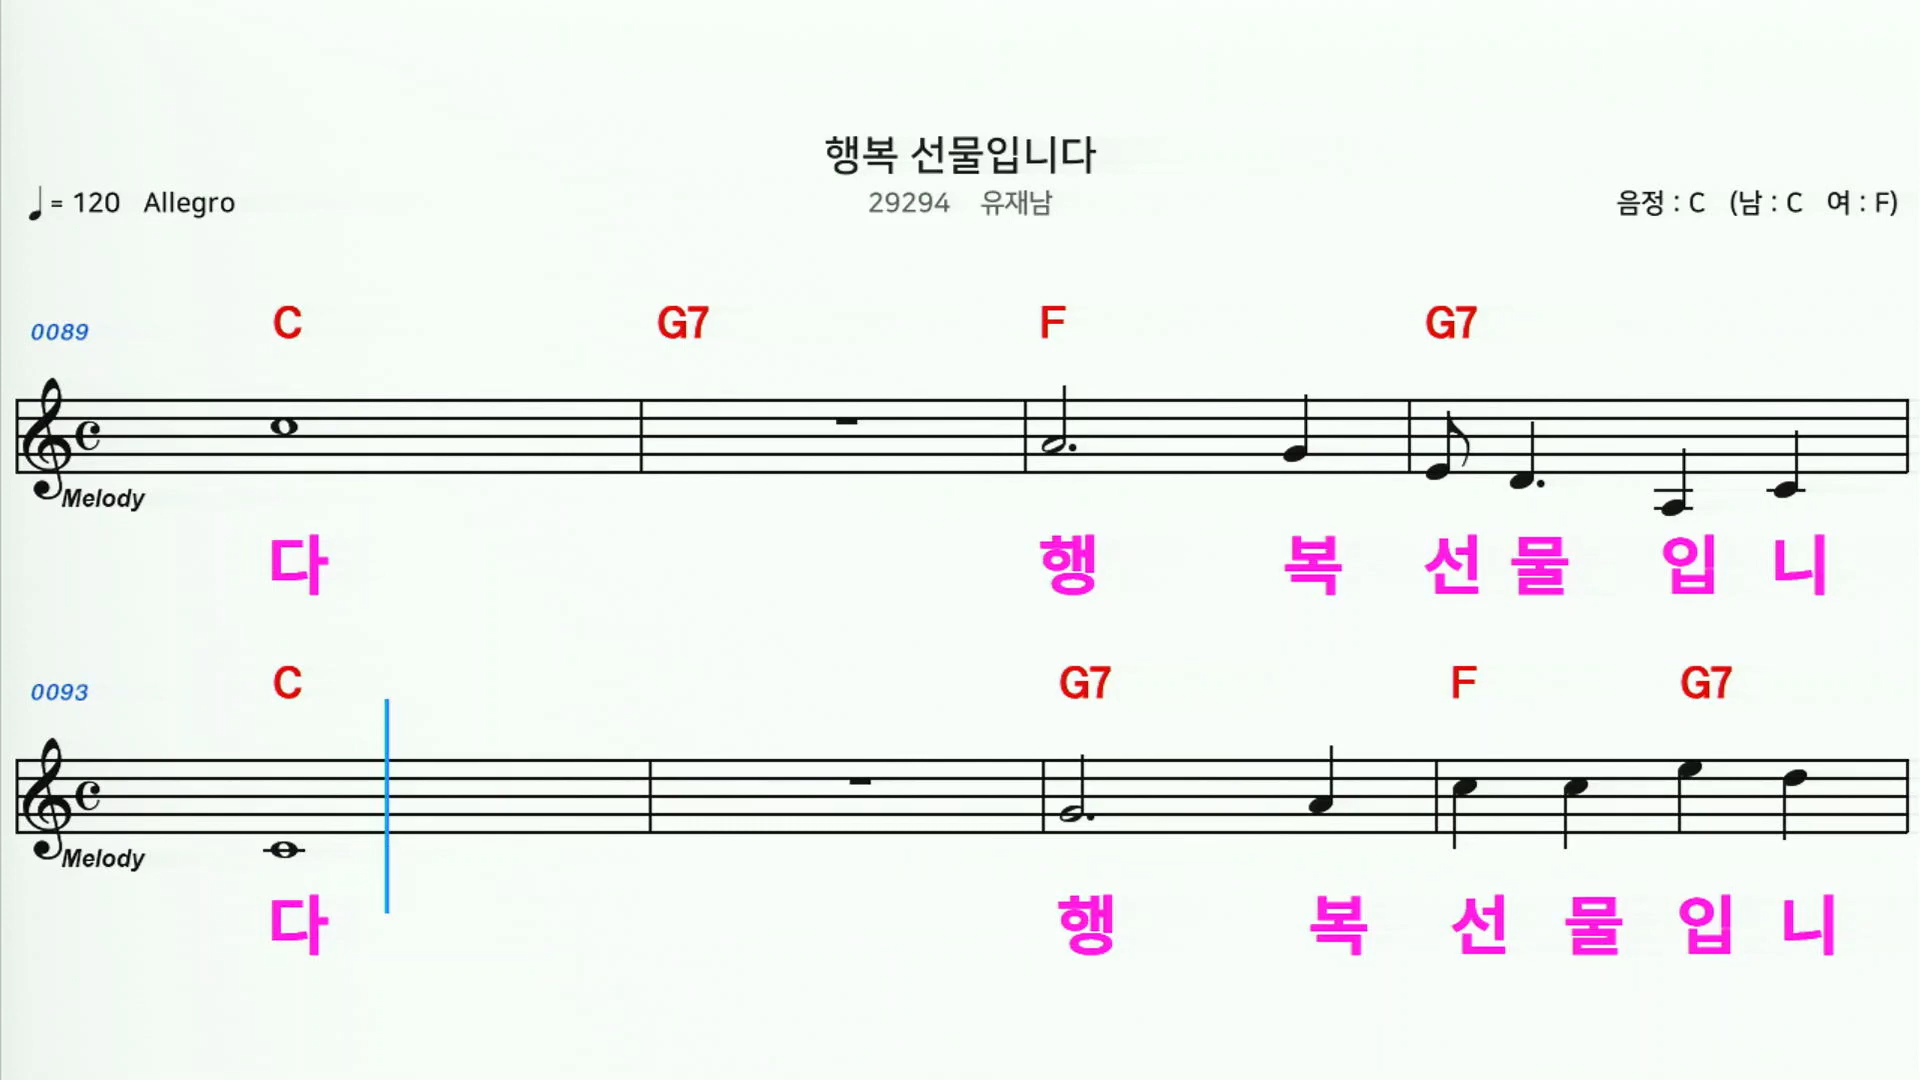 행복 선물입니다
29294 유재남
♩= 120 Allegro
음정 : C (남 : C 여 : F)
0089 C G7 F G7
Melody
다 행 복 선 물 입 니
0093 C G7 F G7
Melody
다 행 복 선 물 입 니